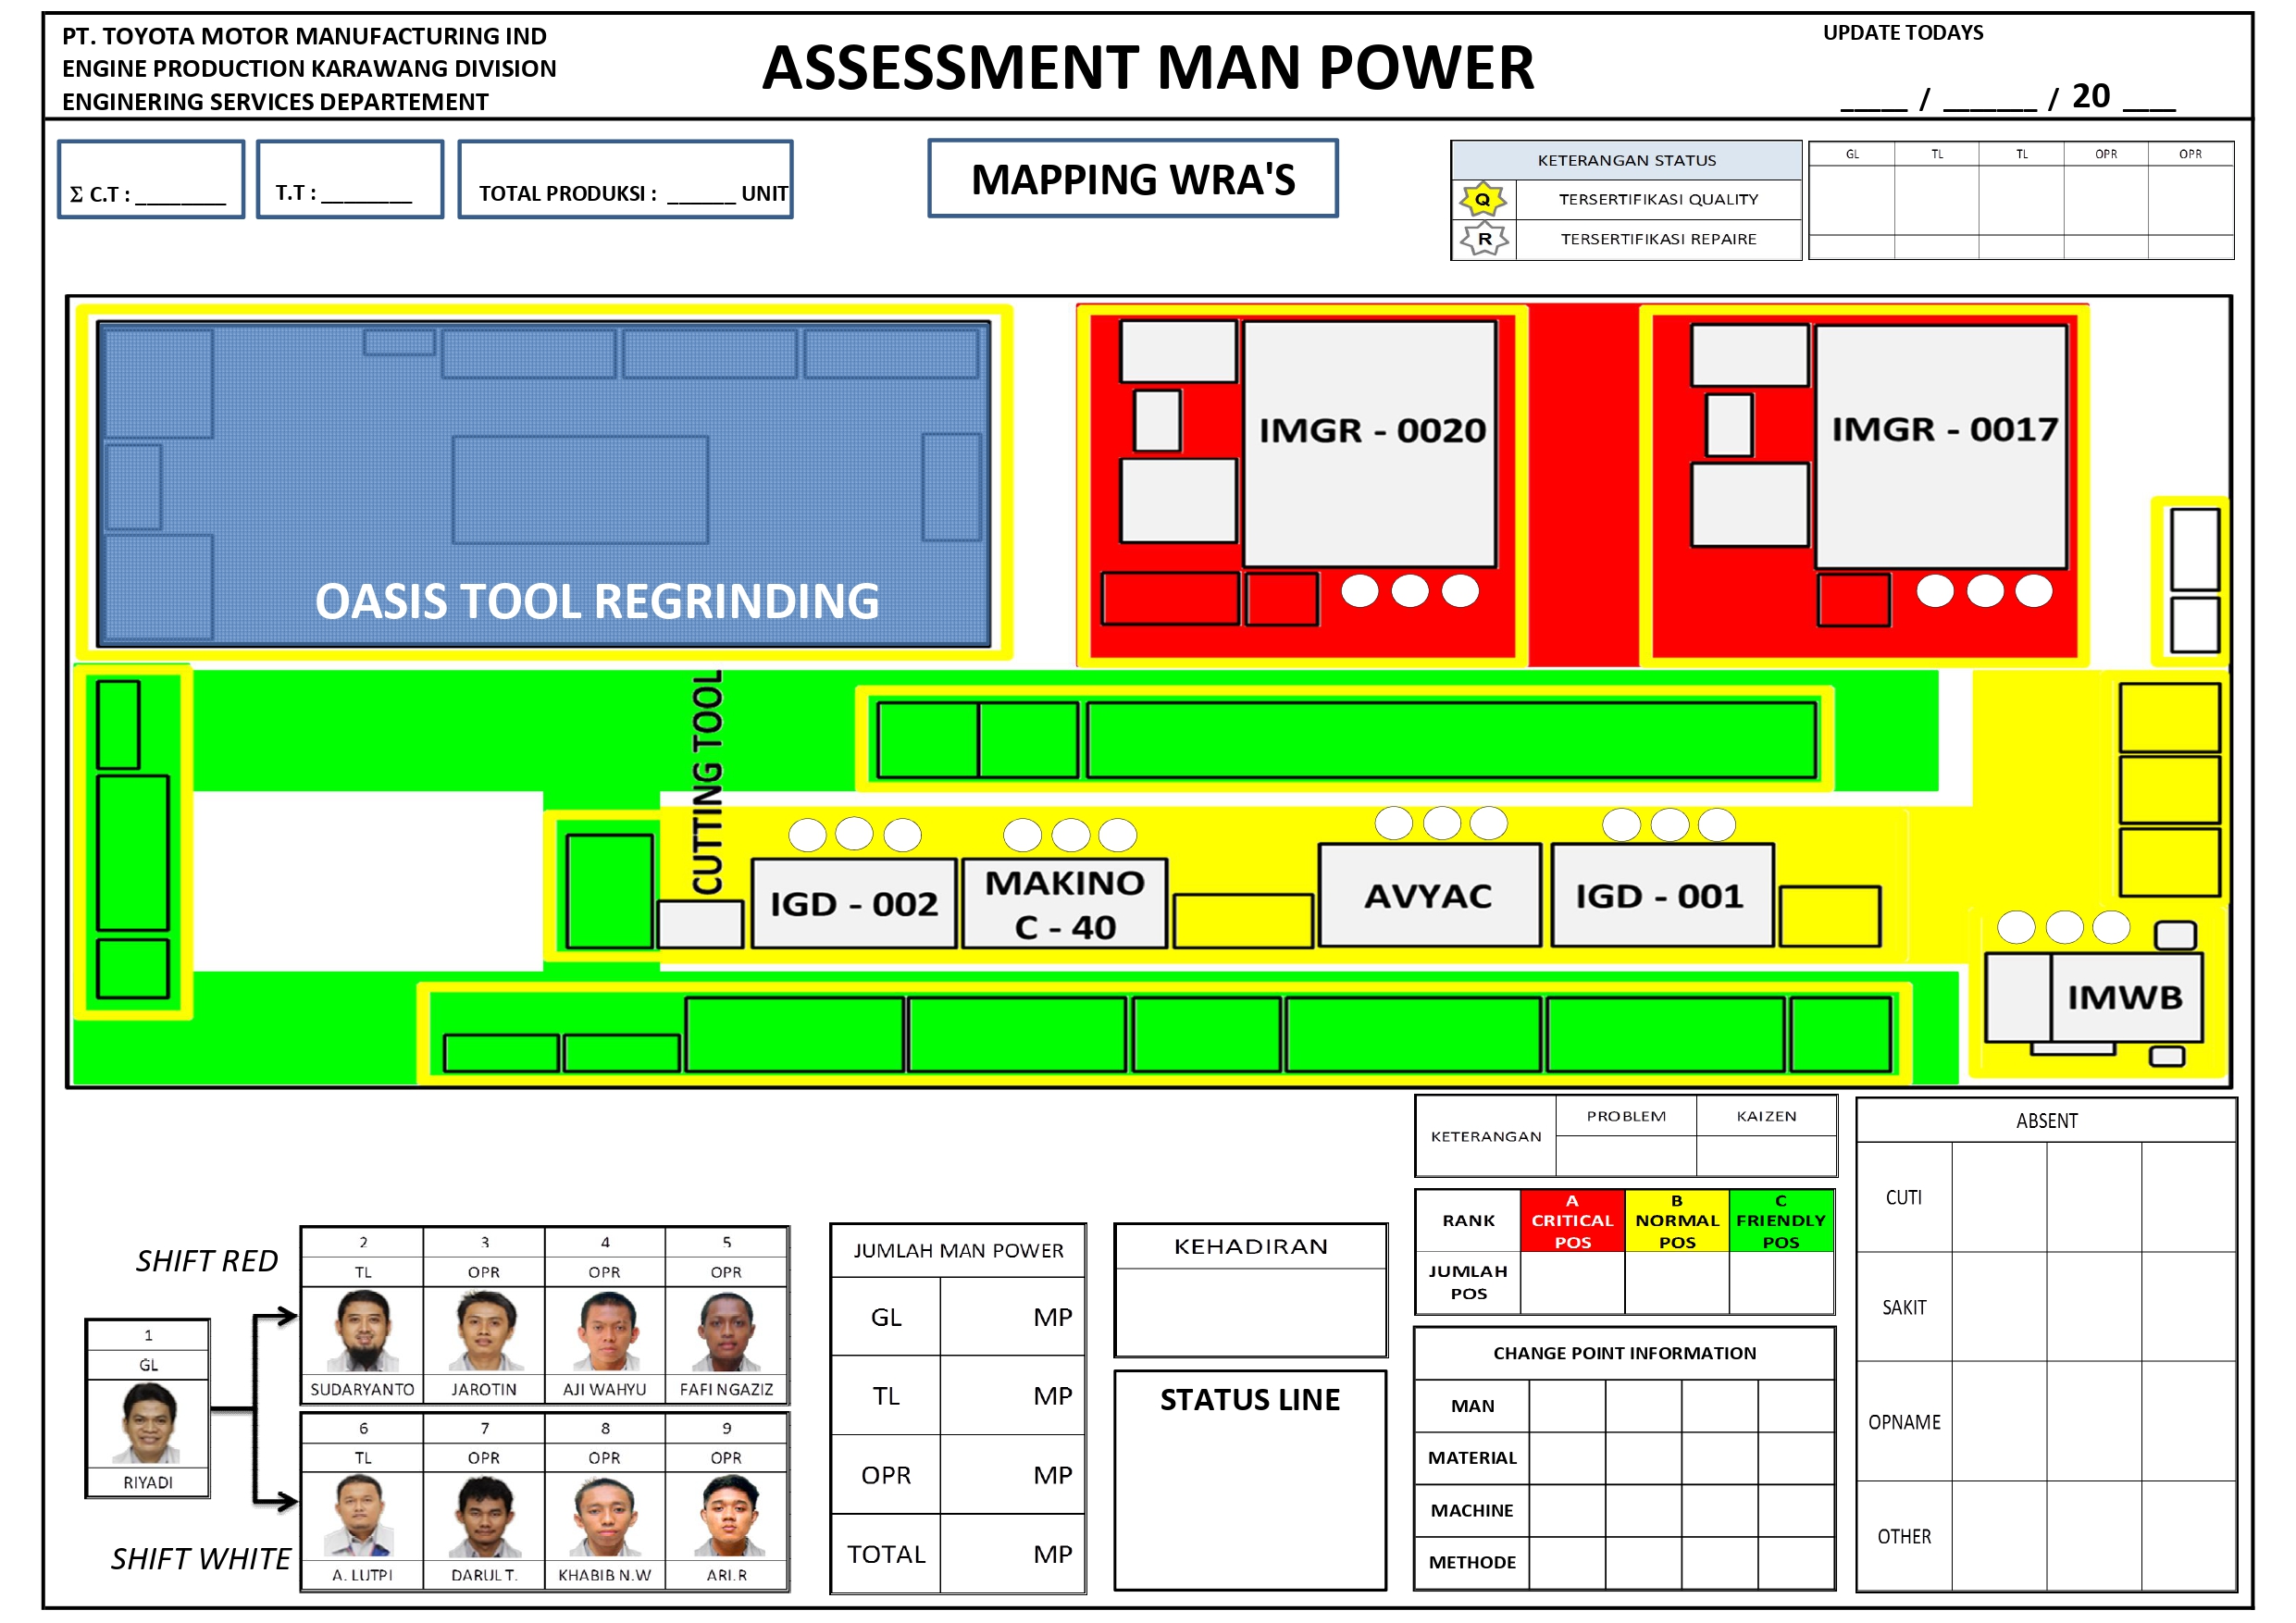 PT. TOYOTA MOTOR MANUFACTURING IND
ENGINE PRODUCTION KARAWANG DIVISION
ENGINERING SERVICES DEPARTEMENT
ASSESSMENT MAN POWER
UPDATE TODAYS
____ / ______ / 20 ___
Σ C.T : ________
T.T : ________
TOTAL PRODUKSI : ______ UNIT
MAPPING WRA'S
KETERANGAN STATUS
Q TERSERTIFIKASI QUALITY
R TERSERTIFIKASI REPAIRE
GL TL TL OPR OPR
OASIS TOOL REGRINDING
IMGR - 0020
IMGR - 0017
CUTTING TOOL
IGD - 002
MAKINO
C - 40
AVYAC
IGD - 001
IMWB
SHIFT RED
1
GL
RIYADI
2 3 4 5
TL OPR OPR OPR
SUDARYANTO JAROTIN AJI WAHYU FAFI NGAZIZ
6 7 8 9
TL OPR OPR OPR
A. LUTPI DARUL T. KHABIB N.W ARI.R
SHIFT WHITE
JUMLAH MAN POWER
GL MP
TL MP
OPR MP
TOTAL MP
KEHADIRAN
STATUS LINE
KETERANGAN
PROBLEM KAIZEN
RANK
A
CRITICAL
POS
B
NORMAL
POS
C
FRIENDLY
POS
JUMLAH
POS
CHANGE POINT INFORMATION
MAN
MATERIAL
MACHINE
METHODE
ABSENT
CUTI
SAKIT
OPNAME
OTHER